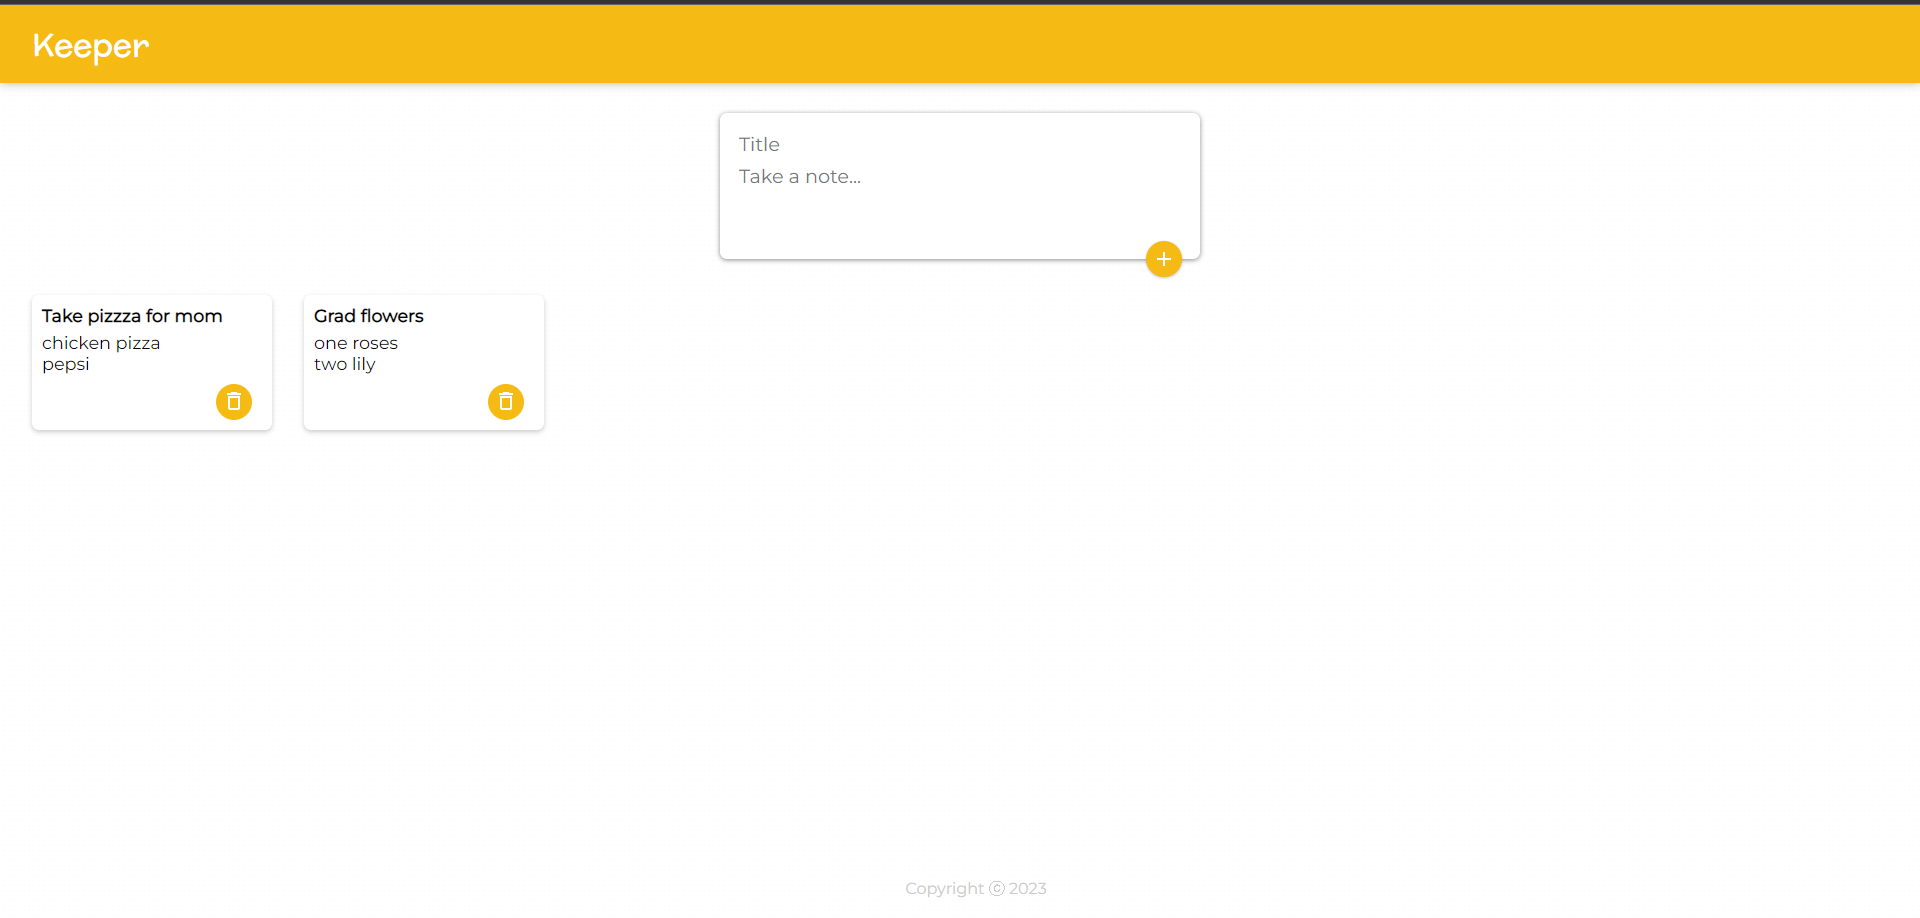 Keeper
Title
Take a note...
Take pizzza for mom
chicken pizza
pepsi
Grad flowers
one roses
two lily
Copyright ⓒ 2023